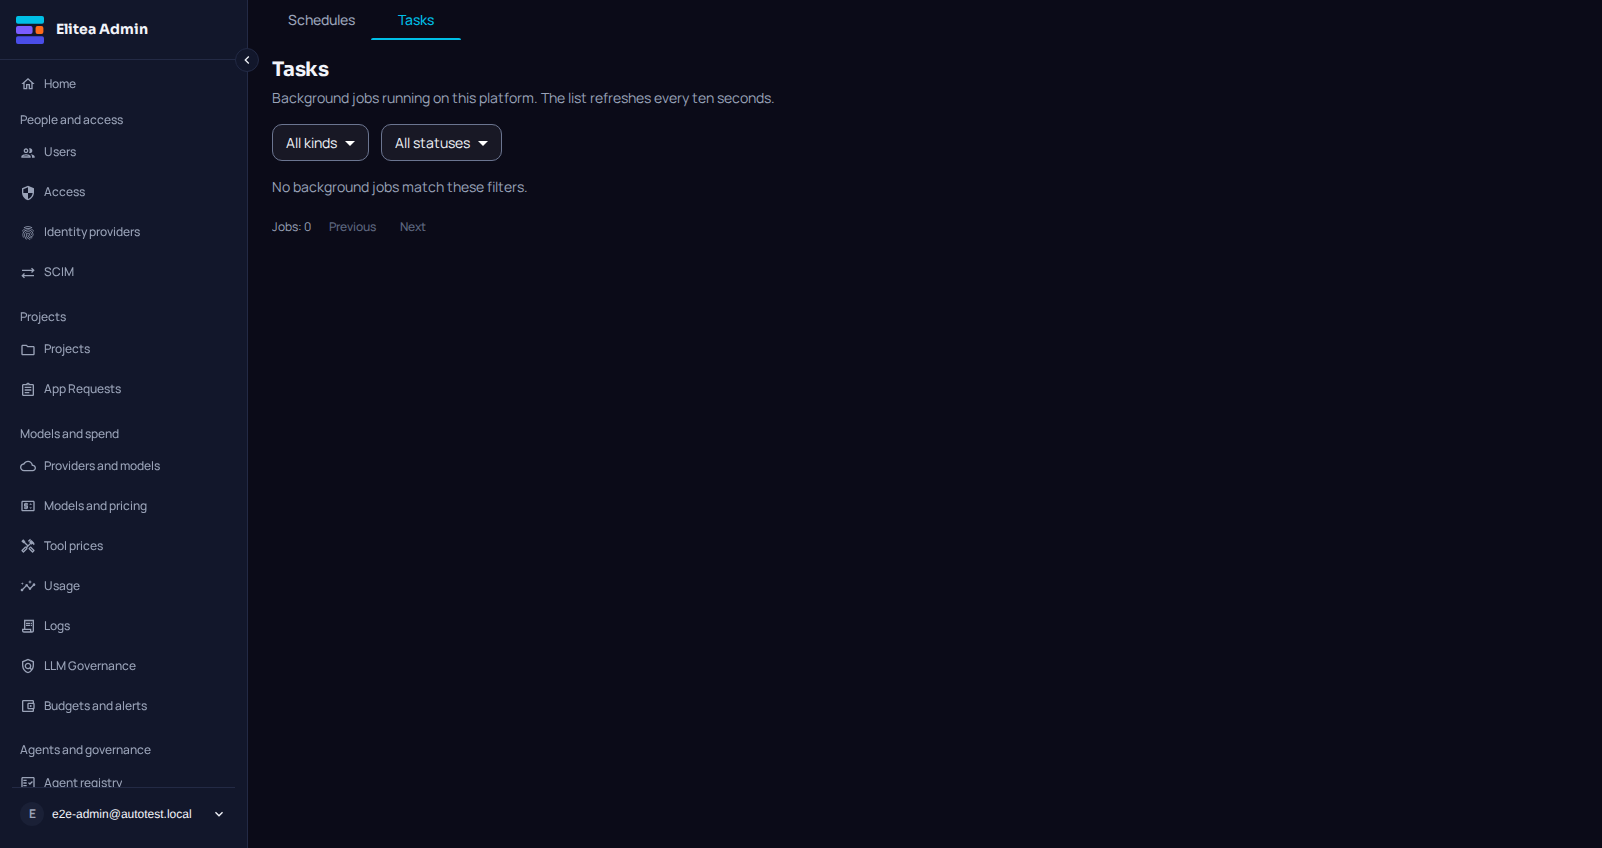 Elitea Admin
Home
People and access
Users
Access
Identity providers
SCIM
Projects
Projects
App Requests
Models and spend
Providers and models
Models and pricing
Tool prices
Usage
Logs
LLM Governance
Budgets and alerts
Agents and governance
Agent registry
E e2e-admin@autotest.local
Schedules Tasks
Tasks
Background jobs running on this platform. The list refreshes every ten seconds.
All kinds All statuses
No background jobs match these filters.
Jobs: 0 Previous Next